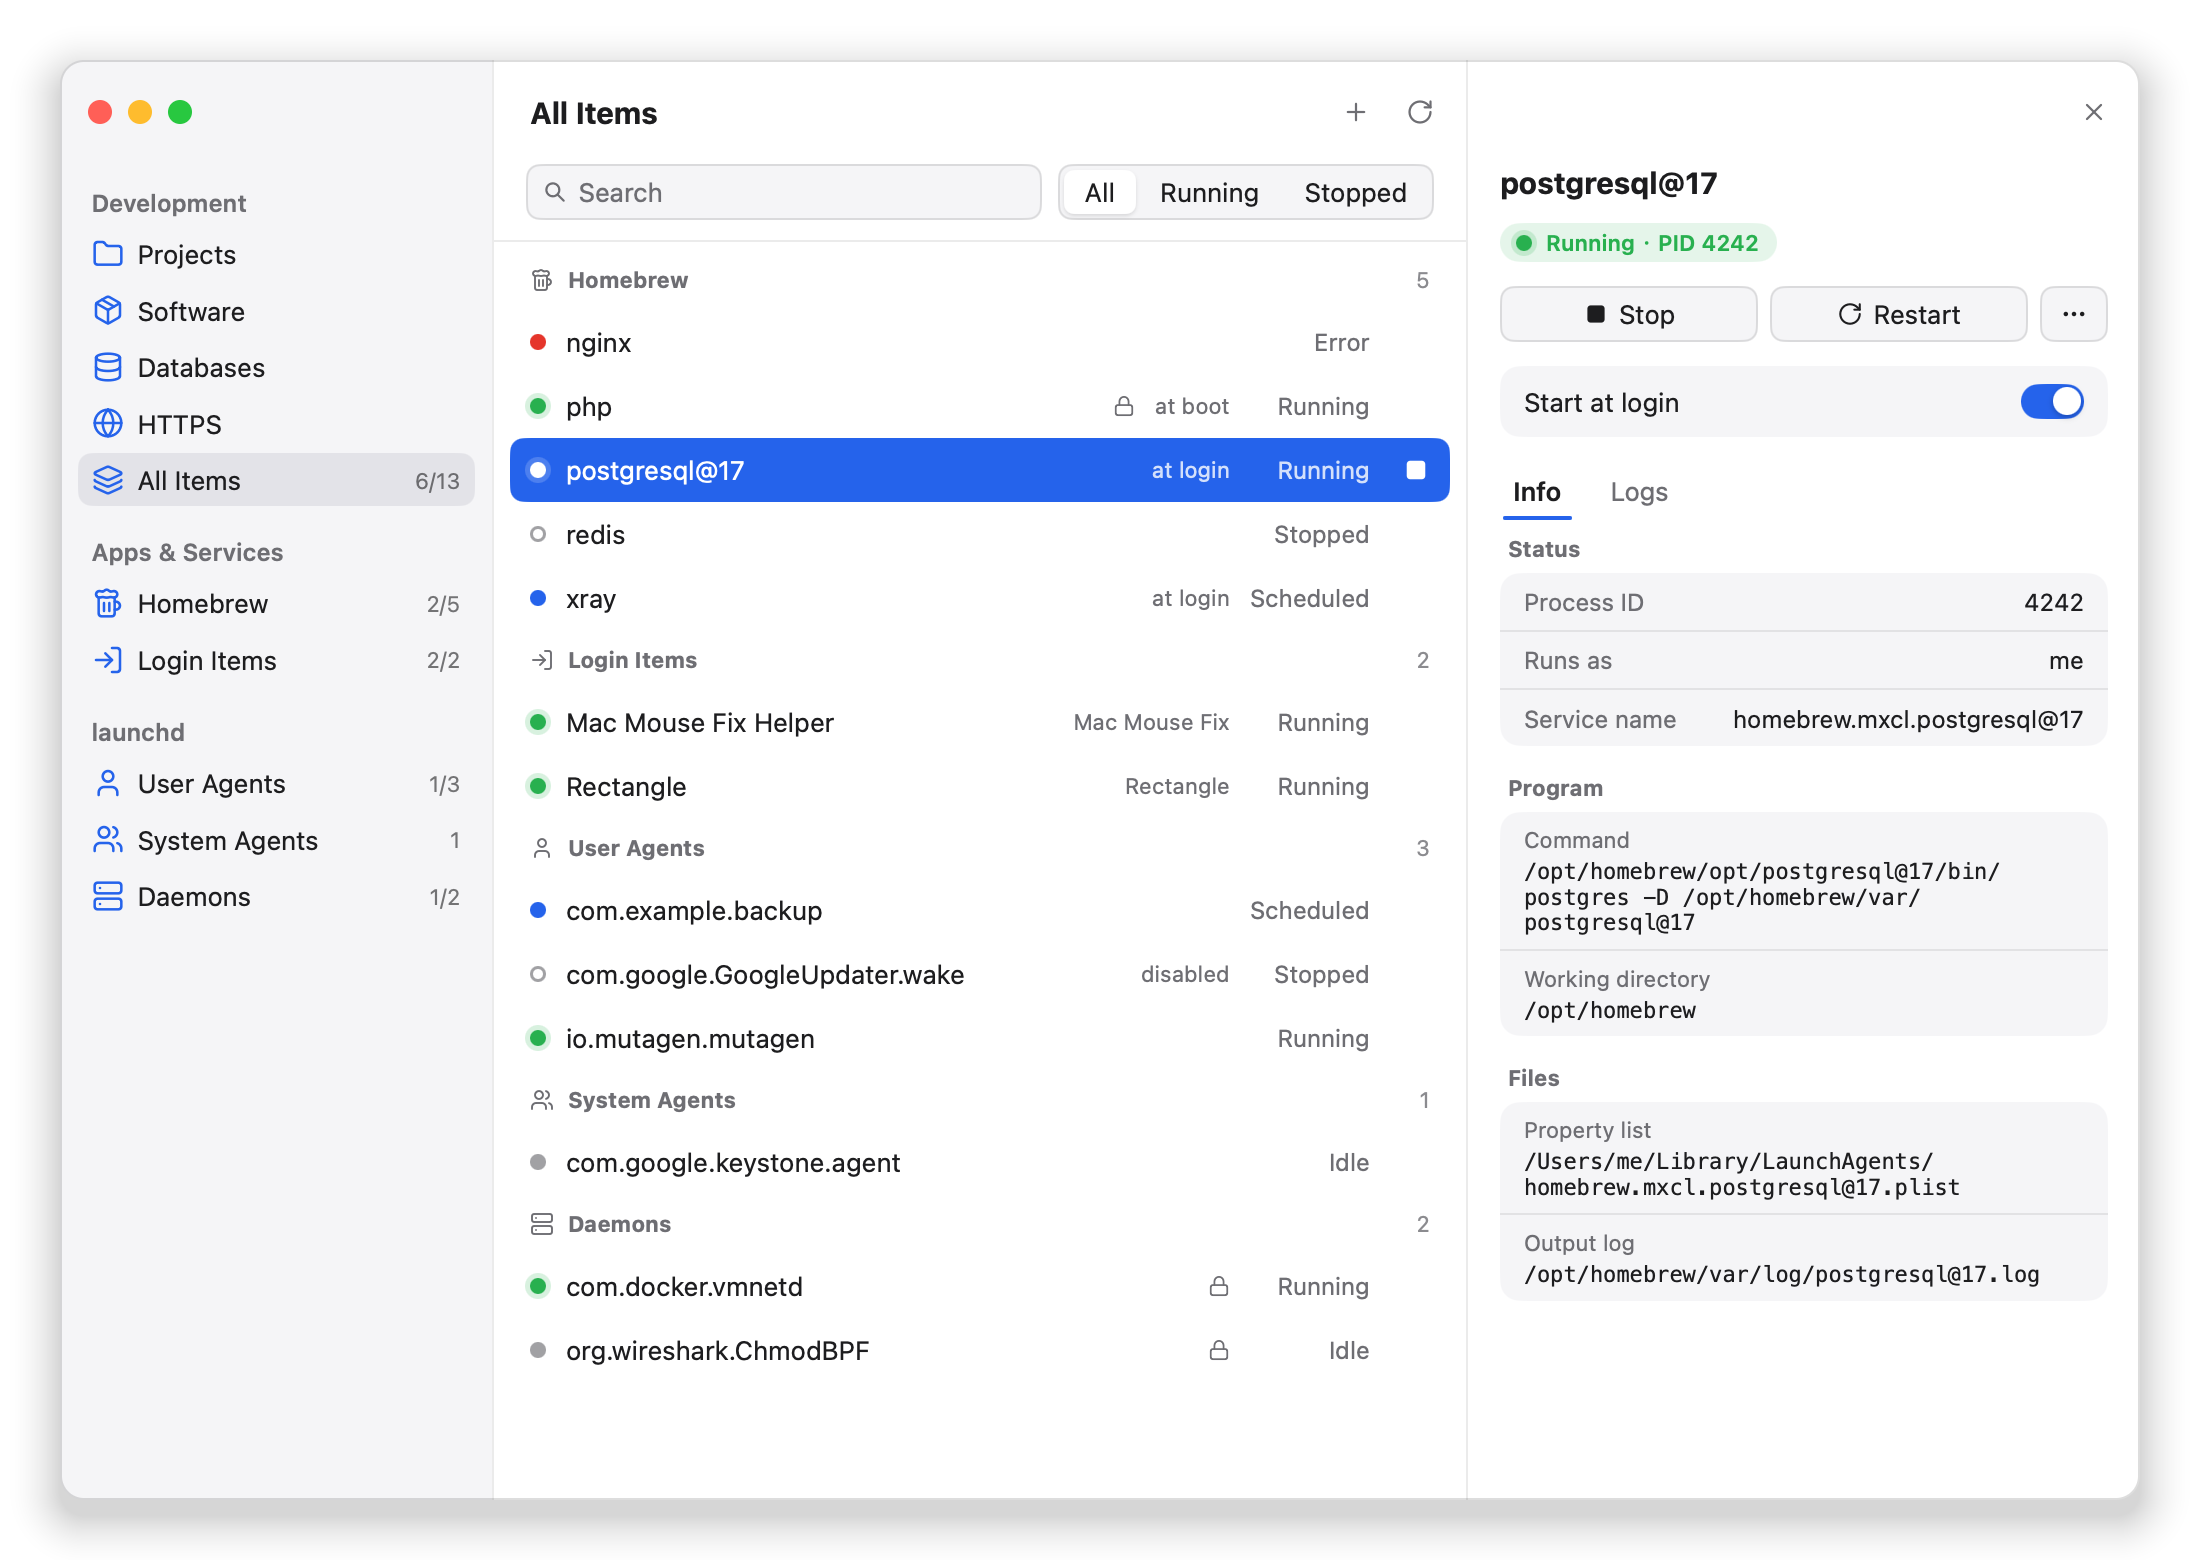 Development
Projects
Software
Databases
HTTPS
All Items 6/13
Apps & Services
Homebrew 2/5
Login Items 2/2
launchd
User Agents 1/3
System Agents 1
Daemons 1/2
All Items
Search
All Running Stopped
Homebrew 5
nginx Error
php at boot Running
postgresql@17 at login Running
redis Stopped
xray at login Scheduled
Login Items 2
Mac Mouse Fix Helper Mac Mouse Fix Running
Rectangle Rectangle Running
User Agents 3
com.example.backup Scheduled
com.google.GoogleUpdater.wake disabled Stopped
io.mutagen.mutagen Running
System Agents 1
com.google.keystone.agent Idle
Daemons 2
com.docker.vmnetd Running
org.wireshark.ChmodBPF Idle
postgresql@17
Running · PID 4242
Stop Restart
Start at login
Info Logs
Status
Process ID 4242
Runs as me
Service name homebrew.mxcl.postgresql@17
Program
Command
/opt/homebrew/opt/postgresql@17/bin/
postgres -D /opt/homebrew/var/
postgresql@17
Working directory
/opt/homebrew
Files
Property list
/Users/me/Library/LaunchAgents/
homebrew.mxcl.postgresql@17.plist
Output log
/opt/homebrew/var/log/postgresql@17.log